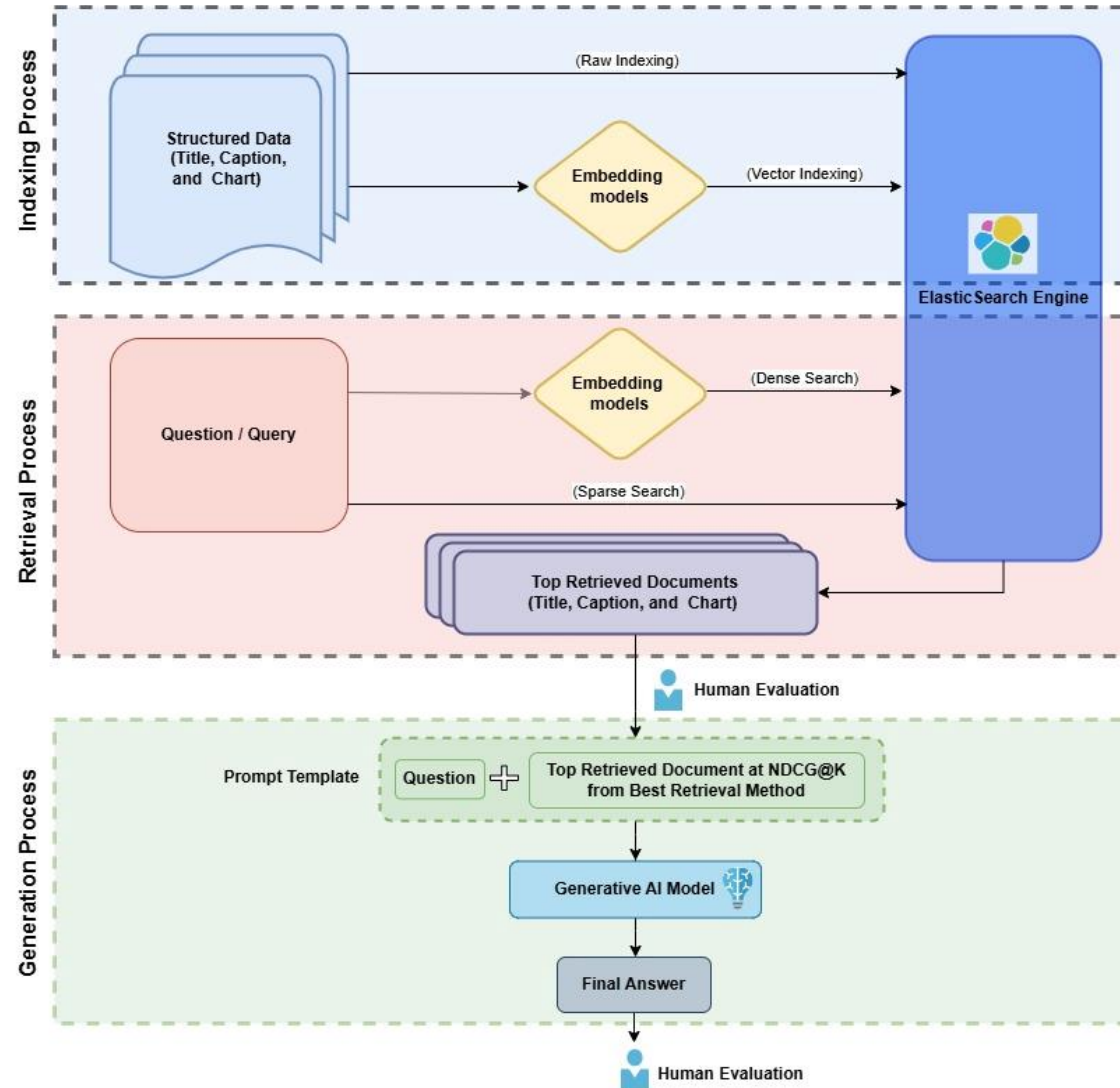 Indexing Process
(Raw Indexing)
Structured Data
(Title, Caption,
and Chart)
Embedding
models
(Vector Indexing)
ElasticSearch Engine
Retrieval Process
Question / Query
Embedding
models
(Dense Search)
(Sparse Search)
Top Retrieved Documents
(Title, Caption, and Chart)
Human Evaluation
Generation Process
Prompt Template
Question
Top Retrieved Document at NDCG@K
from Best Retrieval Method
Generative AI Model
Final Answer
Human Evaluation